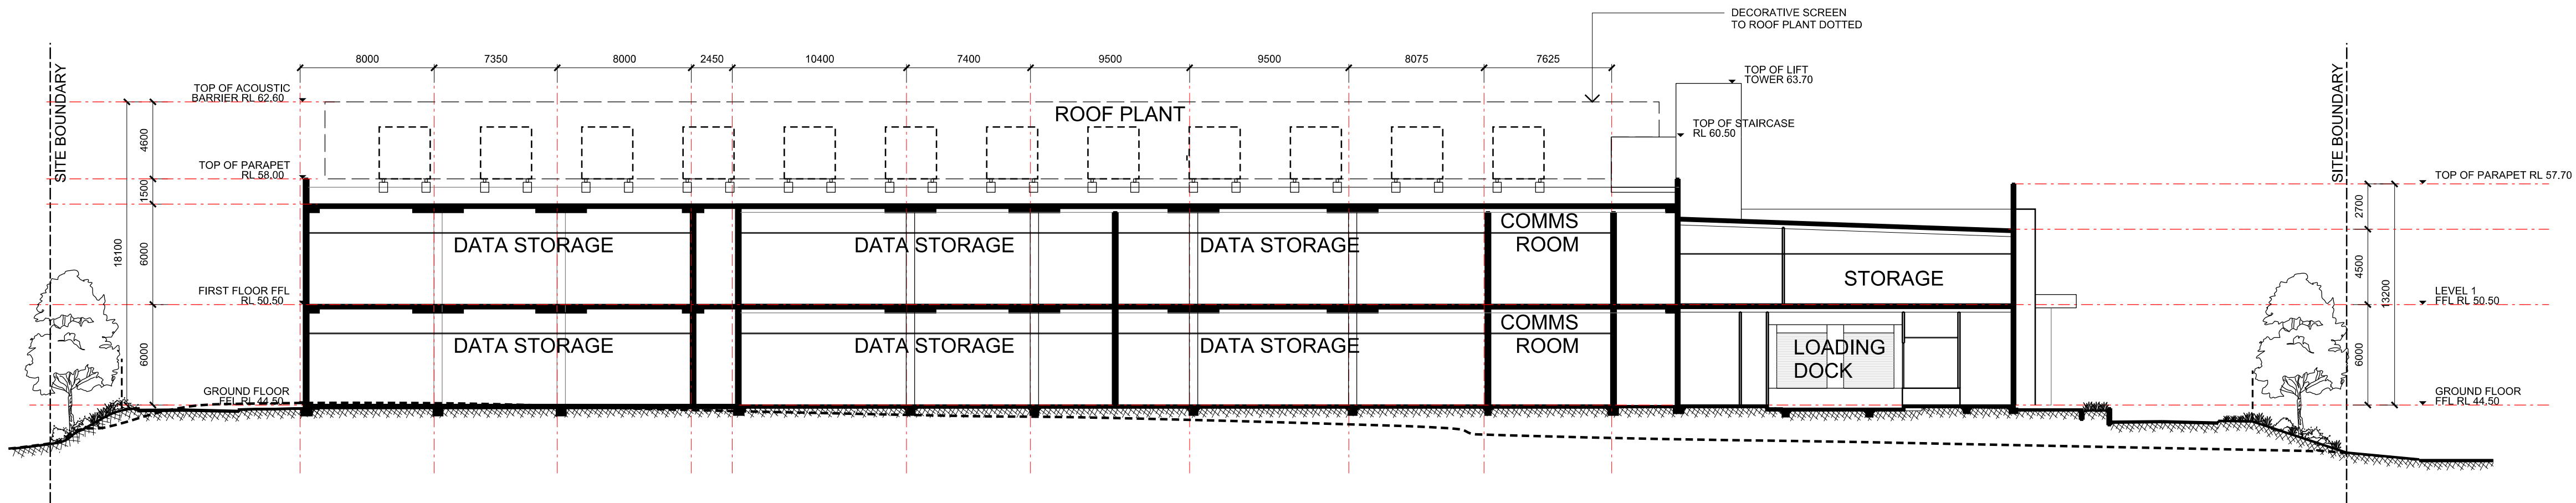 DECORATIVE SCREEN
TO ROOF PLANT DOTTED
8000
7350
8000
2450
10400
7400
9500
9500
8075
7625
SITE BOUNDARY
TOP OF ACOUSTIC
BARRIER RL 62.60
TOP OF LIFT
TOWER 63.70
SITE BOUNDARY
ROOF PLANT
TOP OF STAIRCASE
RL 60.50
4600
TOP OF PARAPET
RL 58.00
TOP OF PARAPET RL 57.70
1500
2700
18100
6000
DATA STORAGE
DATA STORAGE
DATA STORAGE
COMMS
ROOM
STORAGE
4500
13200
FIRST FLOOR FFL
RL 50.50
LEVEL 1
FFL RL 50.50
6000
DATA STORAGE
DATA STORAGE
DATA STORAGE
COMMS
ROOM
LOADING
DOCK
6000
GROUND FLOOR
FFL RL 44.50
GROUND FLOOR
FFL RL 44.50